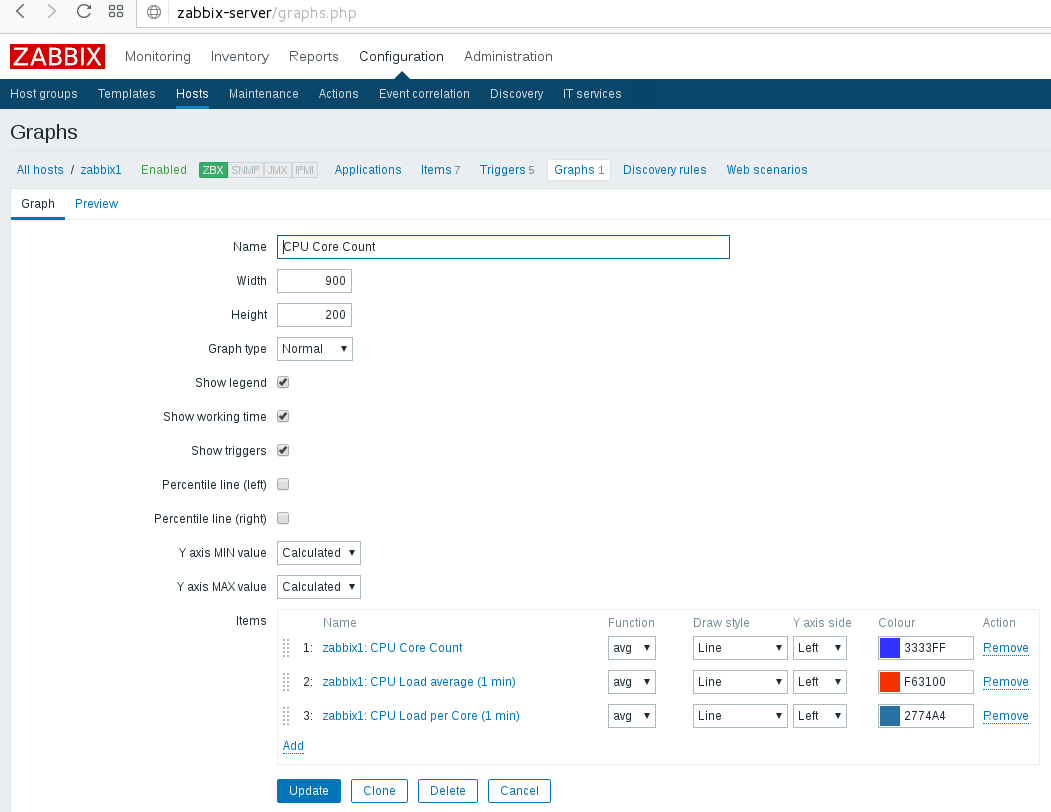 zabbix-server/graphs.php
ZABBIX Monitoring Inventory Reports Configuration Administration
Host groups Templates Hosts Maintenance Actions Event correlation Discovery IT services
Graphs
All hosts / zabbix1 Enabled ZBX SNMP JMX IPMI Applications Items 7 Triggers 5 Graphs 1 Discovery rules Web scenarios
Graph Preview
Name CPU Core Count
Width 900
Height 200
Graph type Normal
Show legend
Show working time
Show triggers
Percentile line (left)
Percentile line (right)
Y axis MIN value Calculated
Y axis MAX value Calculated
Items Name Function Draw style Y axis side Colour Action
1: zabbix1: CPU Core Count avg Line Left 3333FF Remove
2: zabbix1: CPU Load average (1 min) avg Line Left F63100 Remove
3: zabbix1: CPU Load per Core (1 min) avg Line Left 2774A4 Remove
Add
Update Clone Delete Cancel